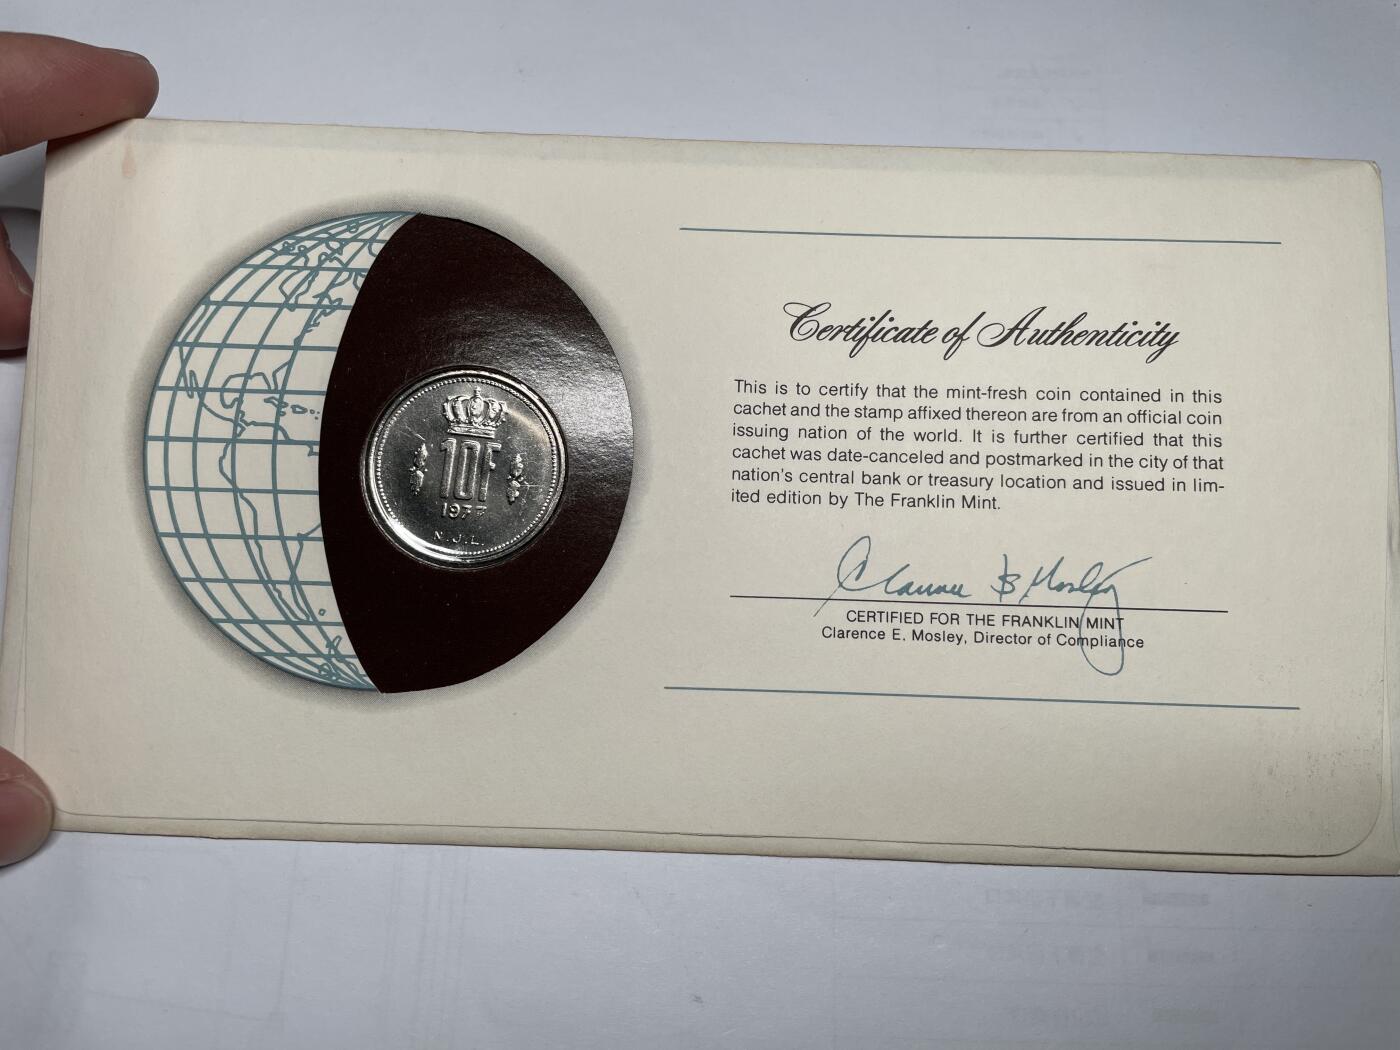 10F
1977
N.J.L.
Certificate of Authenticity
This is to certify that the mint-fresh coin contained in this
cachet and the stamp affixed thereon are from an official coin
issuing nation of the world. It is further certified that this
cachet was date-canceled and postmarked in the city of that
nation's central bank or treasury location and issued in lim-
ited edition by The Franklin Mint.
Clarence E. Mosley
CERTIFIED FOR THE FRANKLIN MINT
Clarence E. Mosley, Director of Compliance